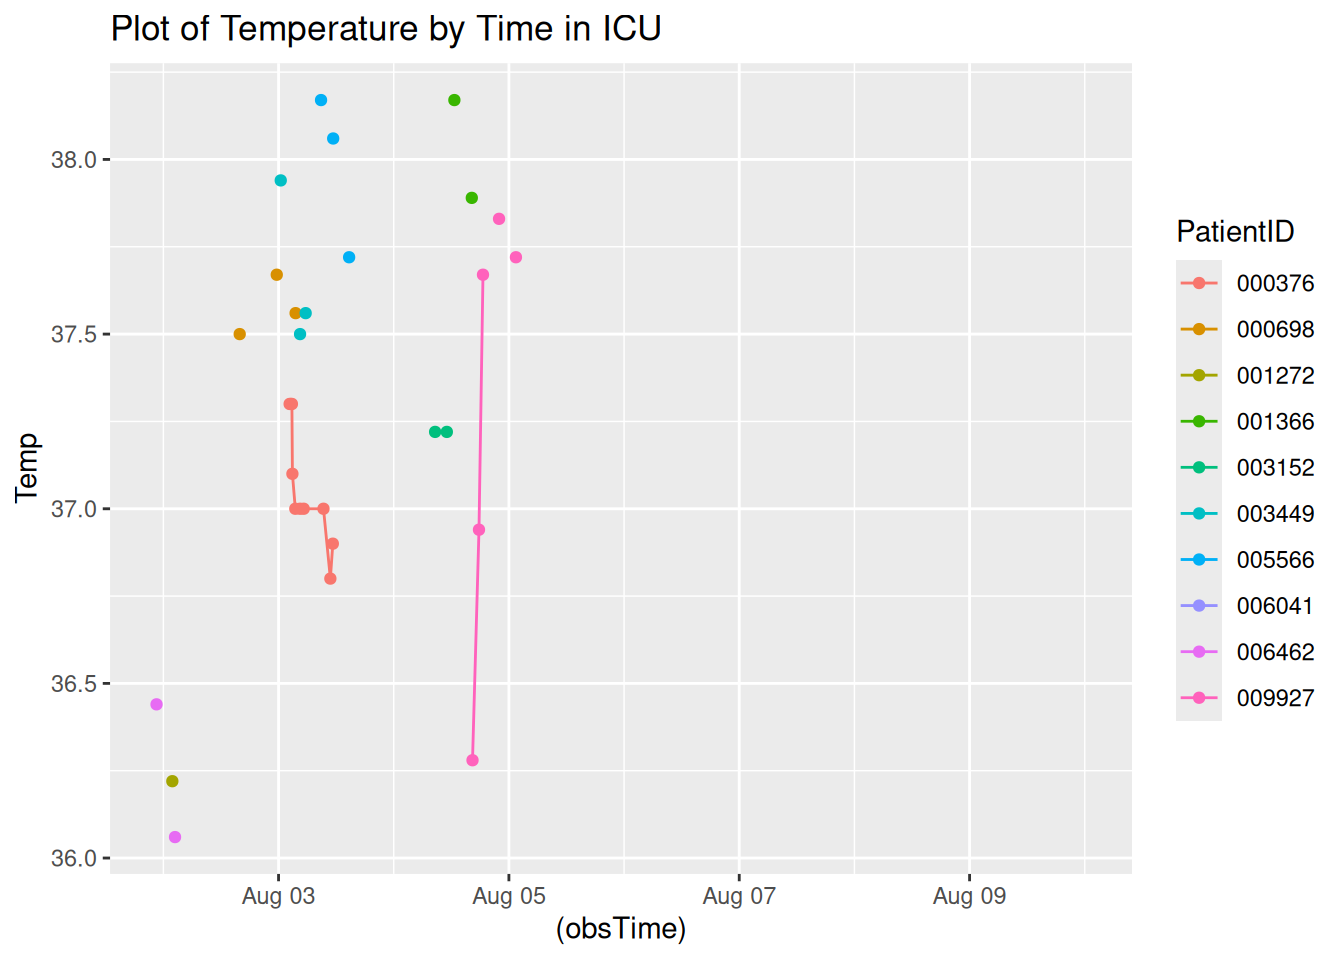 Plot of Temperature by Time in ICU
38.0
37.5
37.0
36.5
36.0
Temp
Aug 03
Aug 05
Aug 07
Aug 09
(obsTime)
PatientID
000376
000698
001272
001366
003152
003449
005566
006041
006462
009927